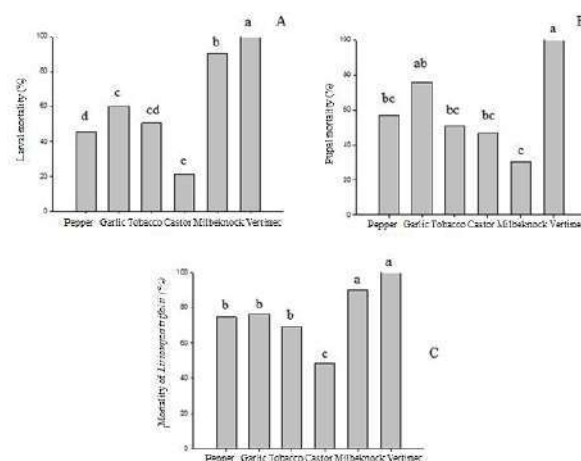 A
a
b
c
cd
d
e
100
80
60
40
20
0
Larval mortality (%)
Pepper Garlic Tobacco Castor Milbeknock Vertimec
B
a
ab
bc
bc
bc
c
100
80
60
40
20
0
Pupal mortality (%)
Pepper Garlic Tobacco Castor Milbeknock Vertimec
C
a
a
b
b
b
c
100
80
60
40
20
0
Mortality of Liriomyza trifolii (%)
Pepper Garlic Tobacco Castor Milbeknock Vertimec